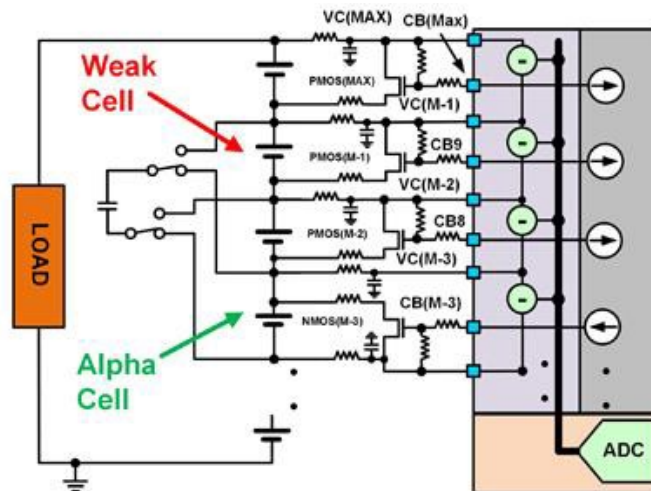 VC(MAX)
CB(Max)
Weak
Cell
PMOS(MAX)
VC(M-1)
CB9
PMOS(M-1)
VC(M-2)
CB8
LOAD
PMOS(M-2)
VC(M-3)
NMOS(M-3)
CB(M-3)
Alpha
Cell
ADC